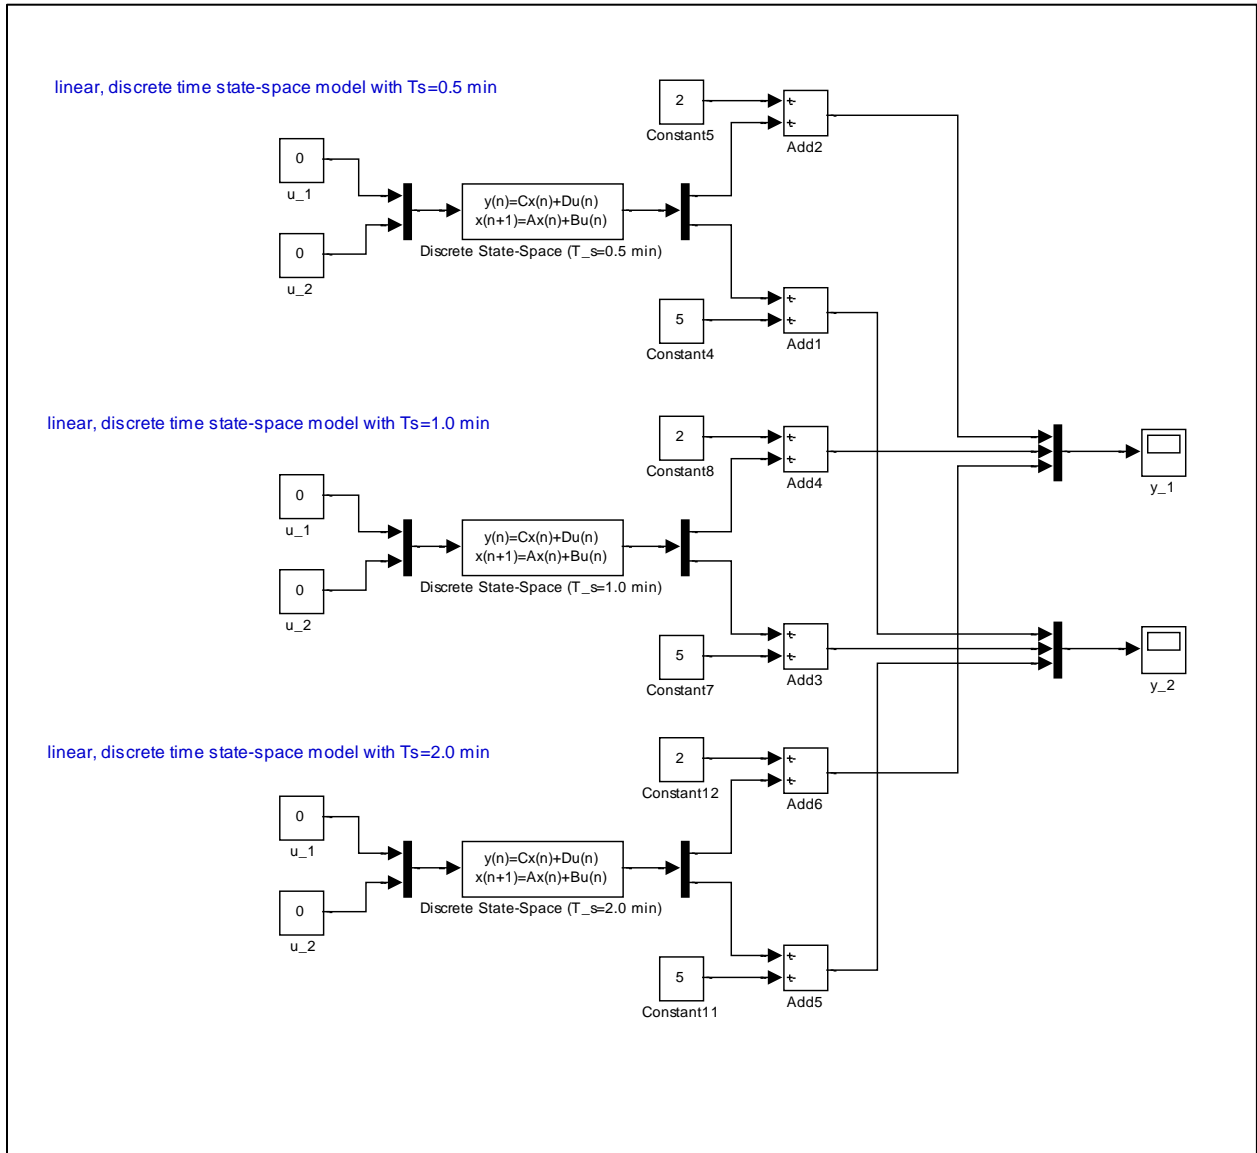 linear, discrete time state-space model with Ts=0.5 min
2
Constant5
+
+
Add2
0
u_1
0
u_2
y(n)=Cx(n)+Du(n)
x(n+1)=Ax(n)+Bu(n)
Discrete State-Space (T_s=0.5 min)
5
Constant4
+
+
Add1
linear, discrete time state-space model with Ts=1.0 min
2
Constant8
+
+
Add4
y_1
0
u_1
0
u_2
y(n)=Cx(n)+Du(n)
x(n+1)=Ax(n)+Bu(n)
Discrete State-Space (T_s=1.0 min)
5
Constant7
+
+
Add3
y_2
linear, discrete time state-space model with Ts=2.0 min
2
Constant12
+
+
Add6
0
u_1
0
u_2
y(n)=Cx(n)+Du(n)
x(n+1)=Ax(n)+Bu(n)
Discrete State-Space (T_s=2.0 min)
5
Constant11
+
+
Add5